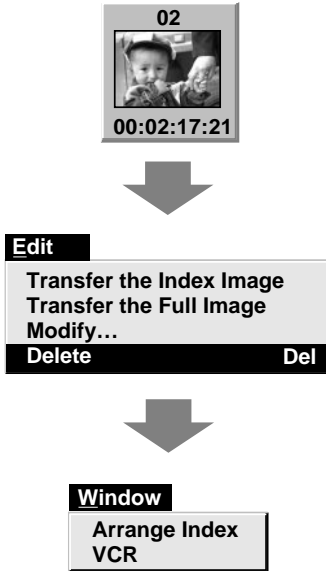 02
00:02:17:21
Edit
Transfer the Index Image
Transfer the Full Image
Modify…
Delete Del
Window
Arrange Index
VCR